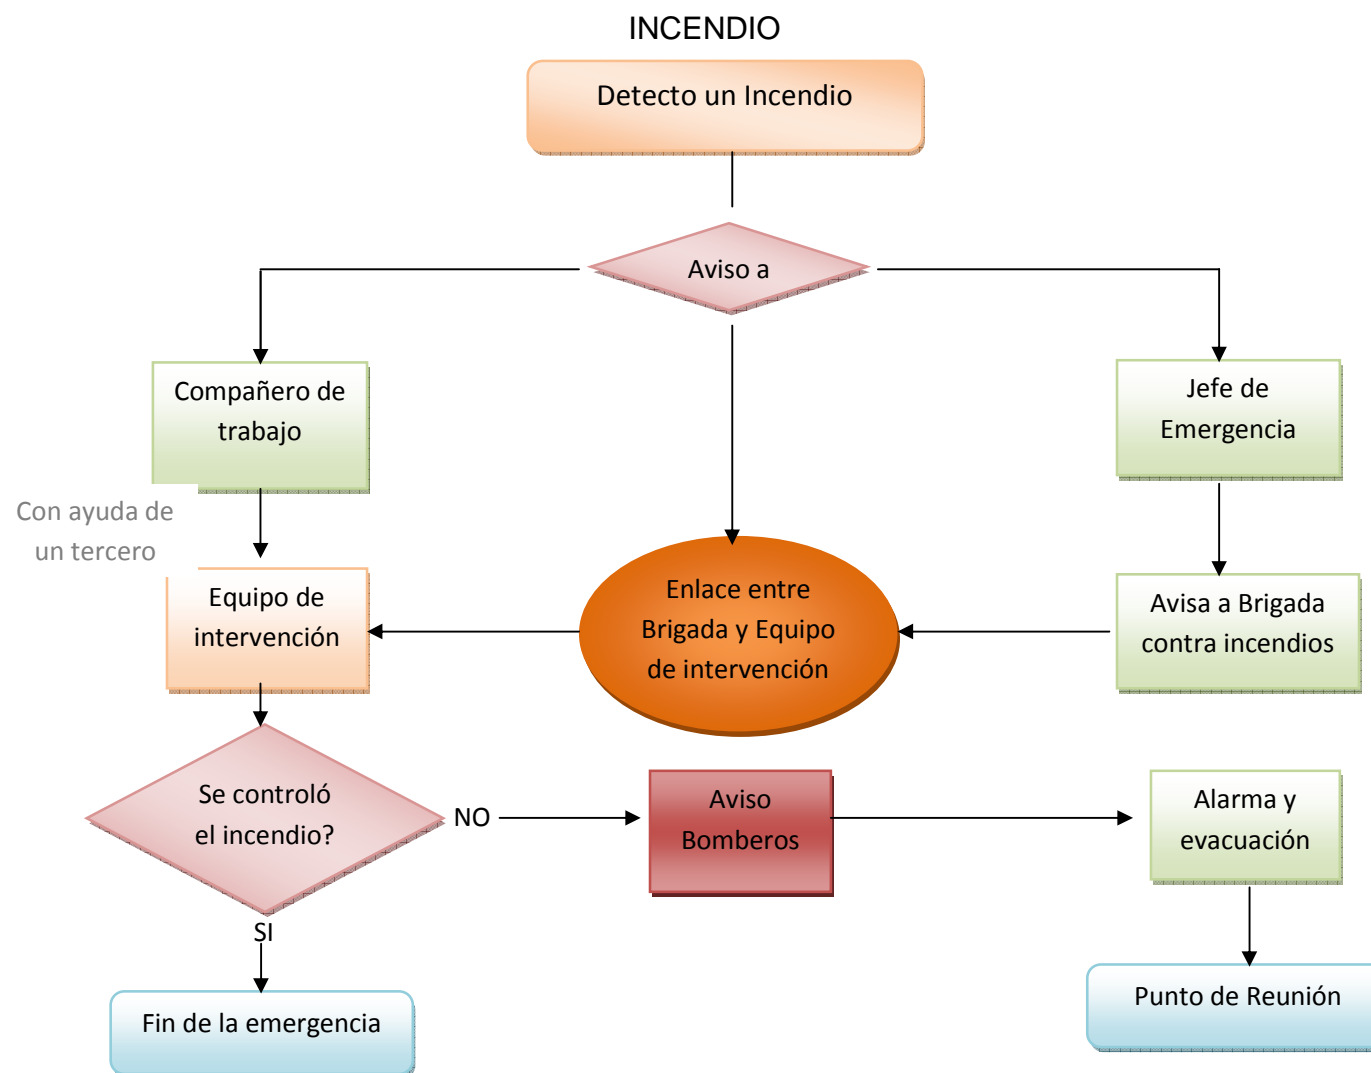 INCENDIO
Detecto un Incendio
Aviso a
Compañero de
trabajo
Jefe de
Emergencia
Con ayuda de
un tercero
Equipo de
intervención
Enlace entre
Brigada y Equipo
de intervención
Avisa a Brigada
contra incendios
Se controló
el incendio?
NO
Aviso
Bomberos
Alarma y
evacuación
SI
Fin de la emergencia
Punto de Reunión